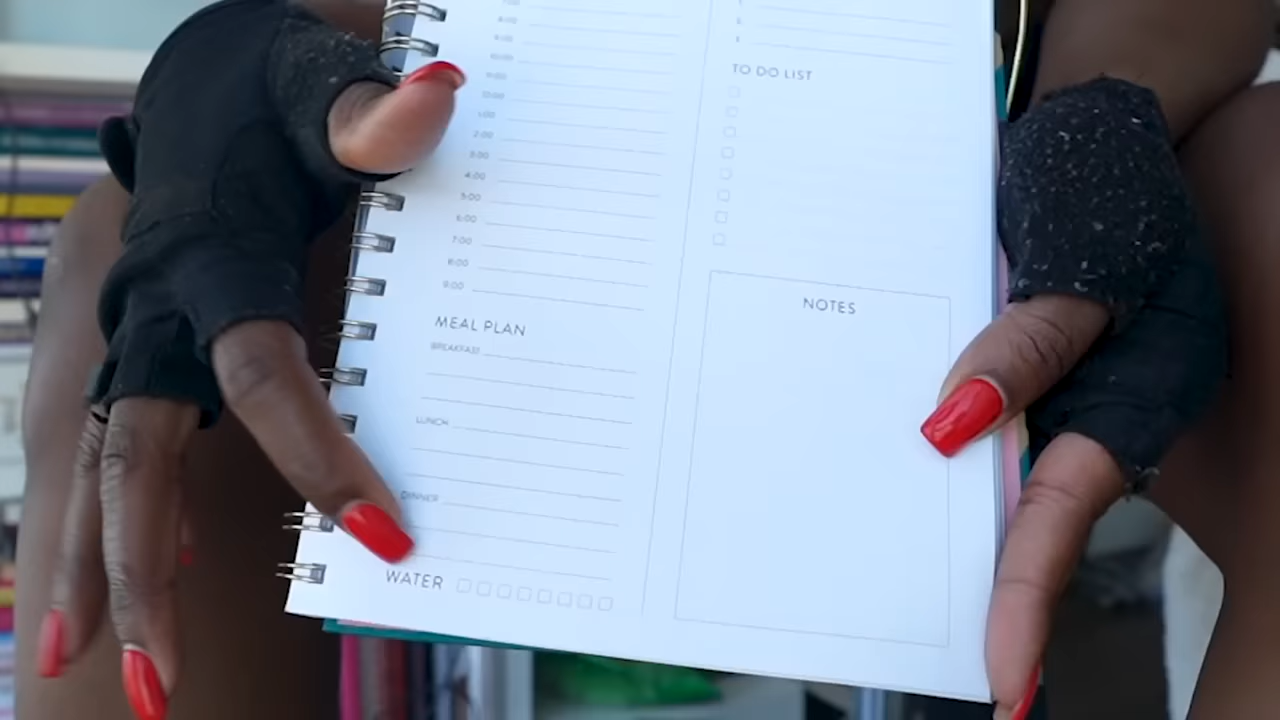 8:00
9:00
10:00
11:00
12:00
1:00
2:00
3:00
4:00
5:00
6:00
7:00
8:00
9:00
MEAL PLAN
BREAKFAST
LUNCH
DINNER
WATER
TO DO LIST
NOTES